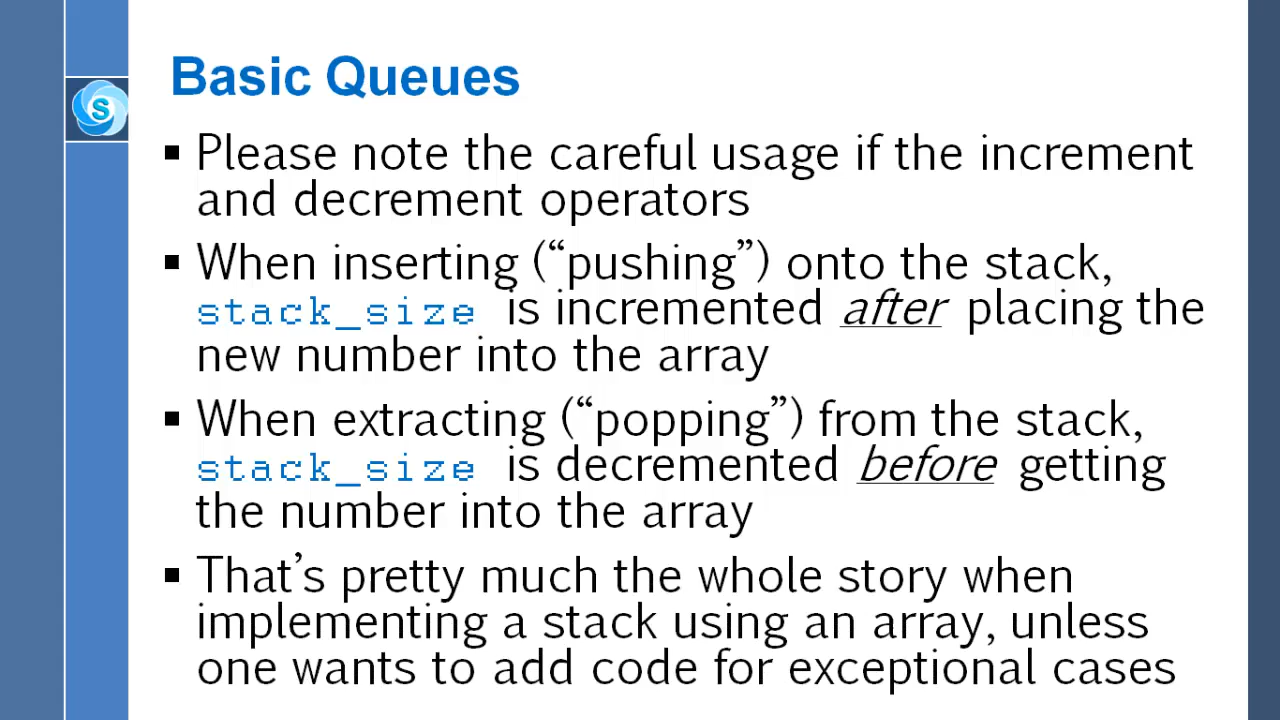 Basic Queues
S
▪ Please note the careful usage if the increment
and decrement operators
▪ When inserting (“pushing”) onto the stack,
stack_size is incremented after placing the
new number into the array
▪ When extracting (“popping”) from the stack,
stack_size is decremented before getting
the number into the array
▪ That’s pretty much the whole story when
implementing a stack using an array, unless
one wants to add code for exceptional cases